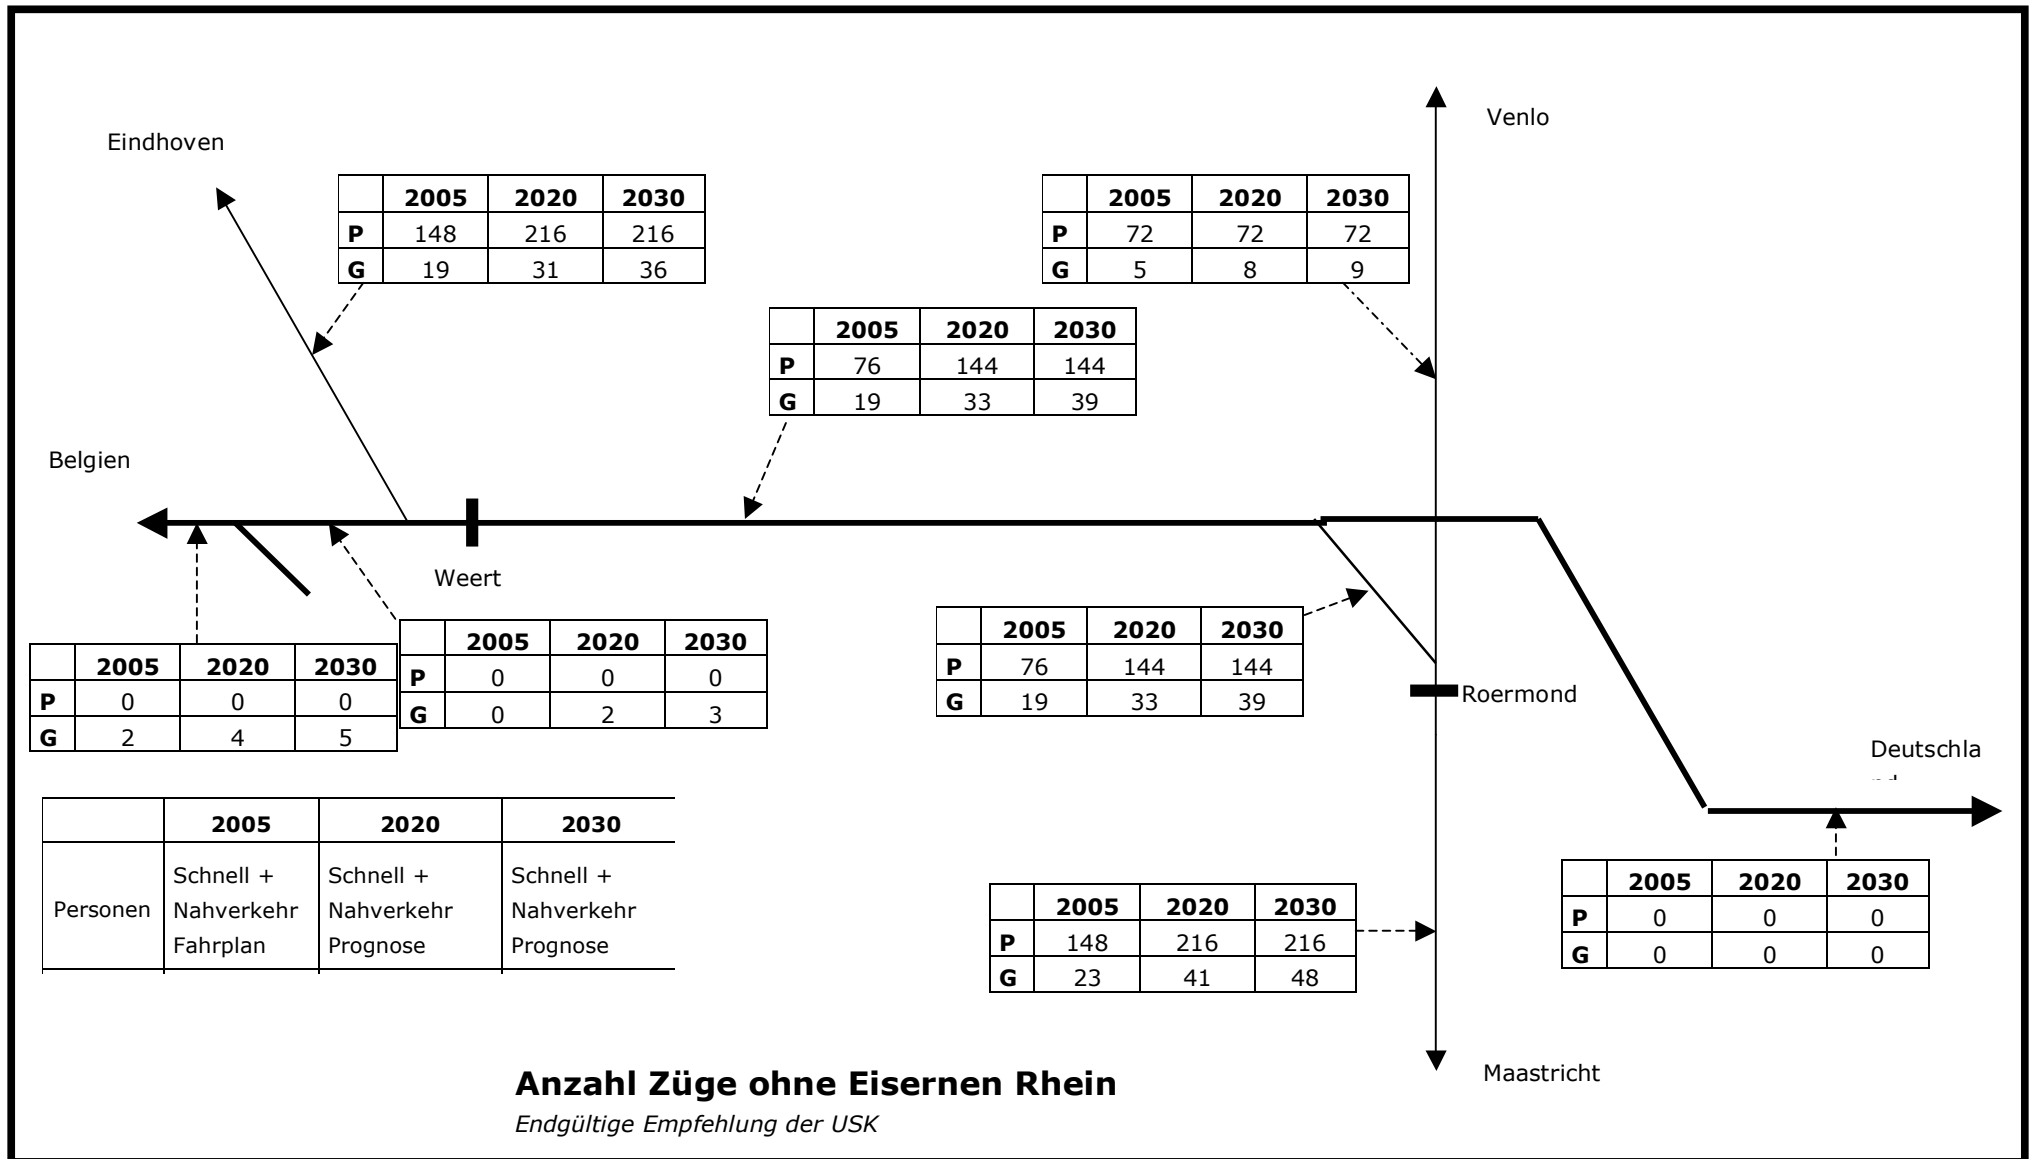 Venlo
Eindhoven
2005 2020 2030
P 148 216 216
G 19 31 36
2005 2020 2030
P 72 72 72
G 5 8 9
2005 2020 2030
P 76 144 144
G 19 33 39
Belgien
Weert
2005 2020 2030
P 0 0 0
G 2 4 5
2005 2020 2030
P 0 0 0
G 0 2 3
2005 2020 2030
P 76 144 144
G 19 33 39
Roermond
Deutschla
2005 2020 2030
Personen
Schnell +
Nahverkehr
Fahrplan
Schnell +
Nahverkehr
Prognose
Schnell +
Nahverkehr
Prognose
2005 2020 2030
P 148 216 216
G 23 41 48
2005 2020 2030
P 0 0 0
G 0 0 0
Maastricht
Anzahl Züge ohne Eisernen Rhein
Endgültige Empfehlung der USK